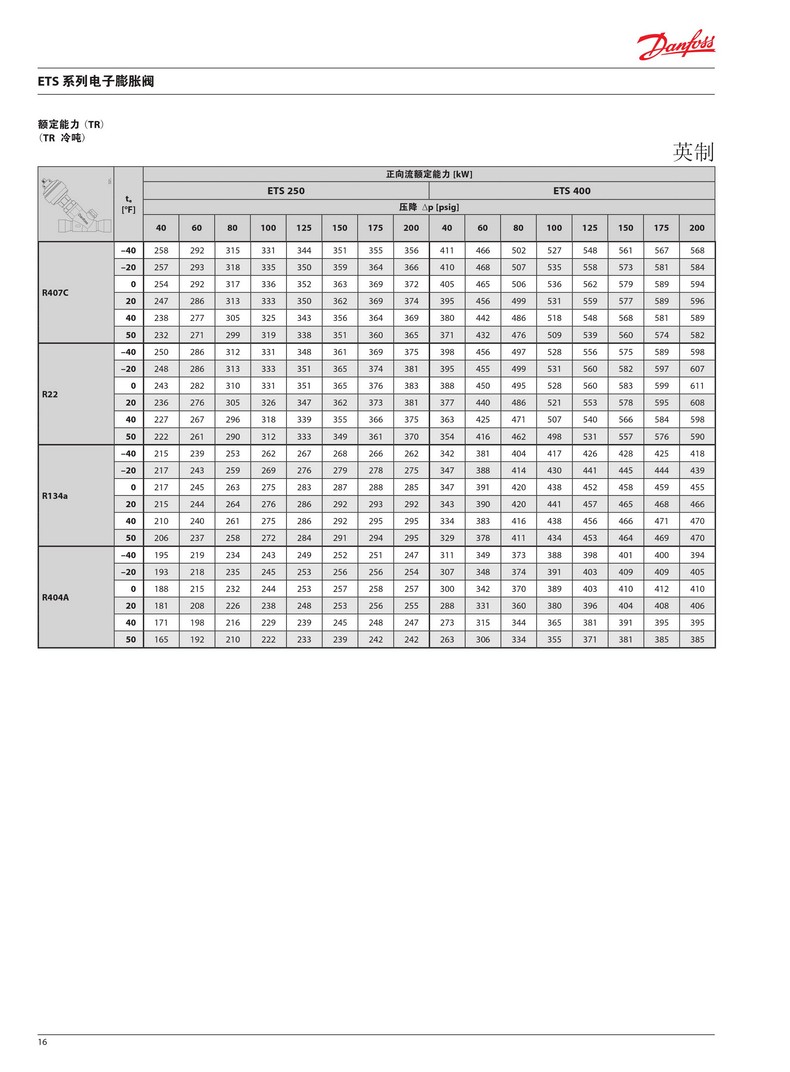 Danfoss
ETS 系列电子膨胀阀
额定能力（TR）
（TR 冷吨）
英制
正向流额定能力 [kW]
tₑ [°F] ETS 250 ETS 400
压降 Δp [psig]
40 60 80 100 125 150 175 200 40 60 80 100 125 150 175 200
R407C
–40 258 292 315 331 344 351 355 356 411 466 502 527 548 561 567 568
–20 257 293 318 335 350 359 364 366 410 468 507 535 558 573 581 584
0 254 292 317 336 352 363 369 372 405 465 506 536 562 579 589 594
20 247 286 313 333 350 362 369 374 395 456 499 531 559 577 589 596
40 238 277 305 325 343 356 364 369 380 442 486 518 548 568 581 589
50 232 271 299 319 338 351 360 365 371 432 476 509 539 560 574 582
R22
–40 250 286 312 331 348 361 369 375 398 456 497 528 556 575 589 598
–20 248 286 313 333 351 365 374 381 395 455 499 531 560 582 597 607
0 243 282 310 331 351 365 376 383 388 450 495 528 560 583 599 611
20 236 276 305 326 347 362 373 381 377 440 486 521 553 578 595 608
40 227 267 296 318 339 355 366 375 363 425 471 507 540 566 584 598
50 222 261 290 312 333 349 361 370 354 416 462 498 531 557 576 590
R134a
–40 215 239 253 262 267 268 266 262 342 381 404 417 426 428 425 418
–20 217 243 259 269 276 279 278 275 347 388 414 430 441 445 444 439
0 217 245 263 275 283 287 288 285 347 391 420 438 452 458 459 455
20 215 244 264 276 286 292 293 292 343 390 420 441 457 465 468 466
40 210 240 261 275 286 292 295 295 334 383 416 438 456 466 471 470
50 206 237 258 272 284 291 294 295 329 378 411 434 453 464 469 470
R404A
–40 195 219 234 243 249 252 251 247 311 349 373 388 398 401 400 394
–20 193 218 235 245 253 256 256 254 307 348 374 391 403 409 409 405
0 188 215 232 244 253 257 258 257 300 342 370 389 403 410 412 410
20 181 208 226 238 248 253 256 255 288 331 360 380 396 404 408 406
40 171 198 216 229 239 245 248 247 273 315 344 365 381 391 395 395
50 165 192 210 222 233 239 242 242 263 306 334 355 371 381 385 385
16